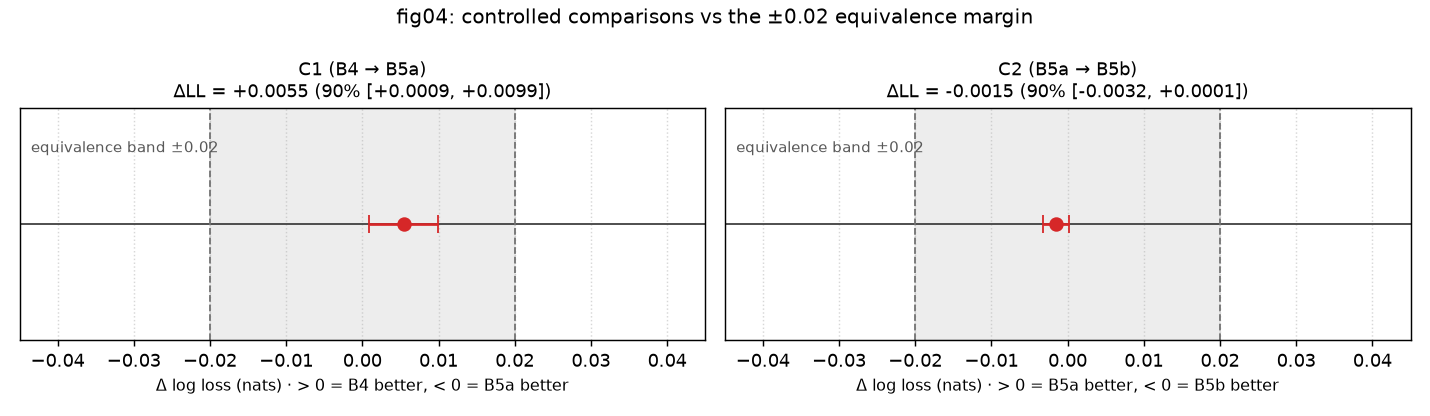 fig04: controlled comparisons vs the ±0.02 equivalence margin
C1 (B4 → B5a)
ΔLL = +0.0055 (90% [+0.0009, +0.0099])
equivalence band ±0.02
−0.04 −0.03 −0.02 −0.01 0.00 0.01 0.02 0.03 0.04
Δ log loss (nats) · > 0 = B4 better, < 0 = B5a better
C2 (B5a → B5b)
ΔLL = -0.0015 (90% [-0.0032, +0.0001])
equivalence band ±0.02
−0.04 −0.03 −0.02 −0.01 0.00 0.01 0.02 0.03 0.04
Δ log loss (nats) · > 0 = B5a better, < 0 = B5b better